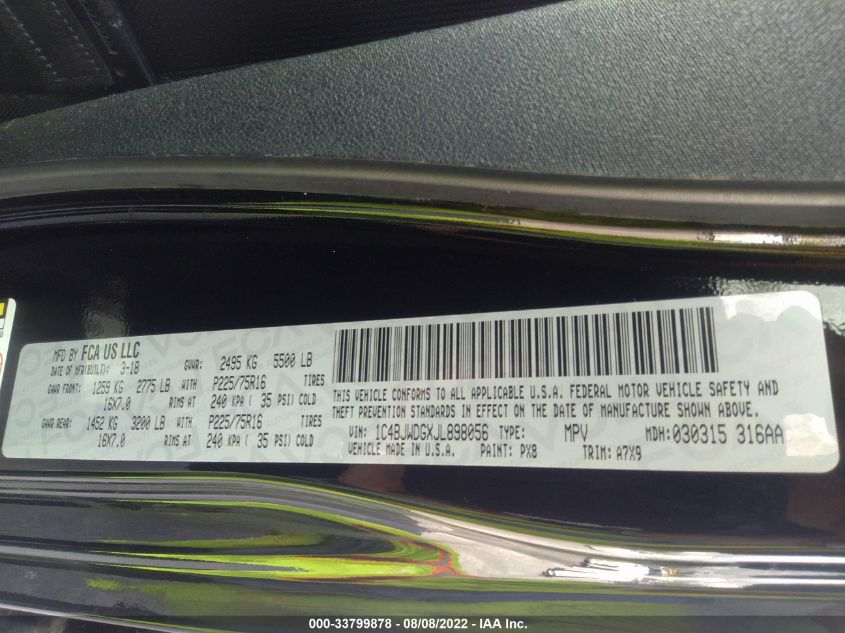 MFD BY FCA US LLC
DATE OF MFR(BUILT): 3-18 GVWR: 2495 KG 5500 LB
GAWR FRONT: 1259 KG 2775 LB WITH P225/75R16 TIRES
16X7.0 RIMS AT 240 KPA ( 35 PSI) COLD
GAWR REAR: 1452 KG 3200 LB WITH P225/75R16 TIRES
16X7.0 RIMS AT 240 KPA ( 35 PSI) COLD
THIS VEHICLE CONFORMS TO ALL APPLICABLE U.S.A. FEDERAL MOTOR VEHICLE SAFETY AND
THEFT PREVENTION STANDARDS IN EFFECT ON THE DATE OF MANUFACTURE SHOWN ABOVE.
VIN: 1C4BJWDGXJL898056 TYPE: MPV MDH: 030315 316AA
MADE IN U.S.A. PAINT: PX8 TRIM: A7X9
000-33799878 - 08/08/2022 - IAA Inc.